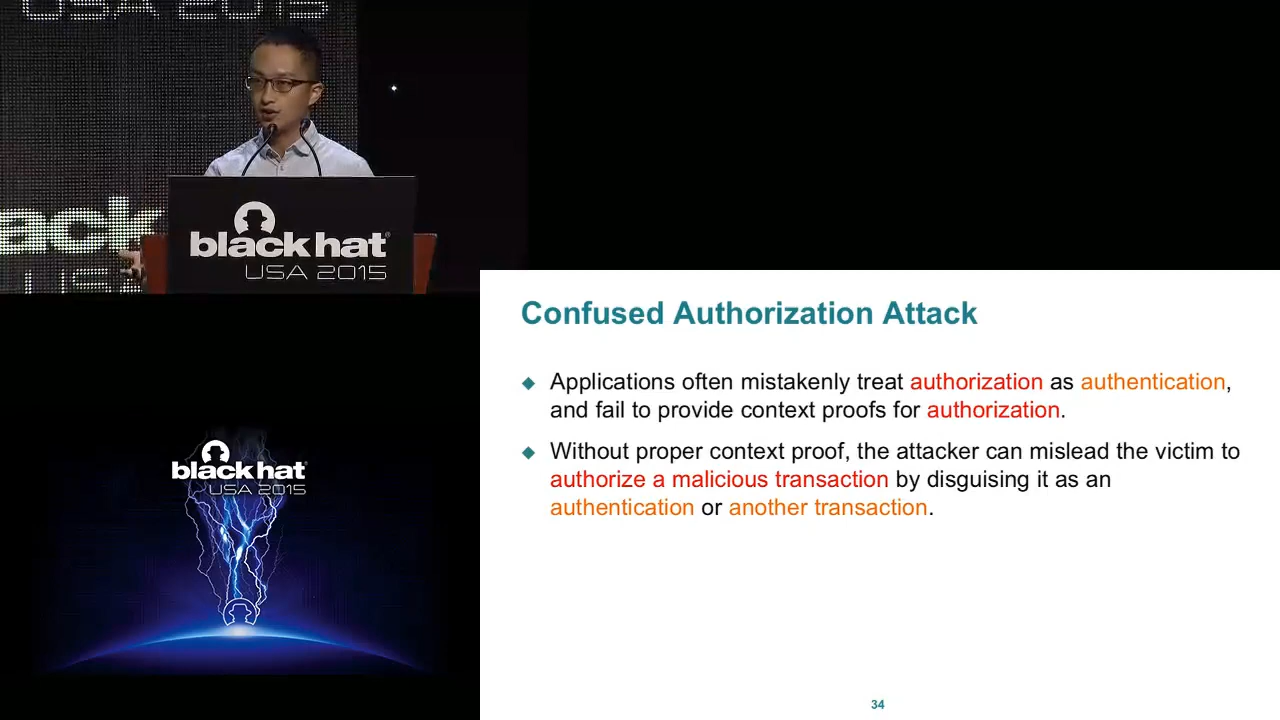 USA 2015
ack
black hat
USA 2015
Confused Authorization Attack
Applications often mistakenly treat authorization as authentication,
and fail to provide context proofs for authorization.
Without proper context proof, the attacker can mislead the victim to
authorize a malicious transaction by disguising it as an
authentication or another transaction.
black hat
USA 2015
34